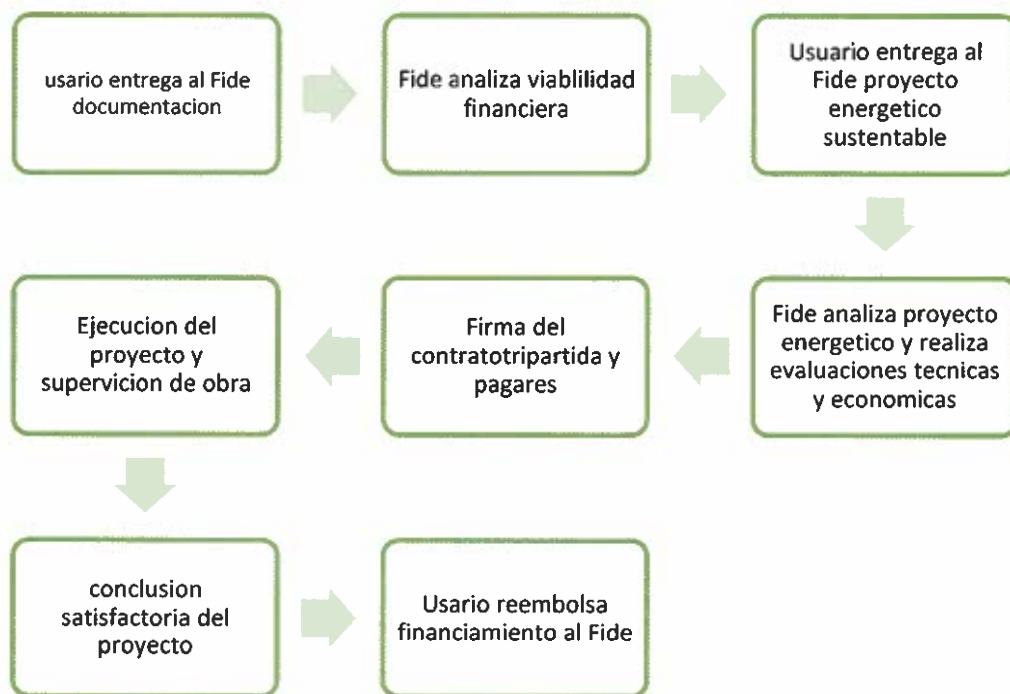 usario entrega al Fide
documentacion
Fide analiza viablilidad
financiera
Usuario entrega al
Fide proyecto
energetico
sustentable
Fide analiza proyecto
energetico y realiza
evaluaciones tecnicas
y economicas
Firma del
contratotripartida y
pagares
Ejecucion del
proyecto y
supervicion de obra
conclusion
satisfactoria del
proyecto
Usario reembolsa
financiamiento al Fide